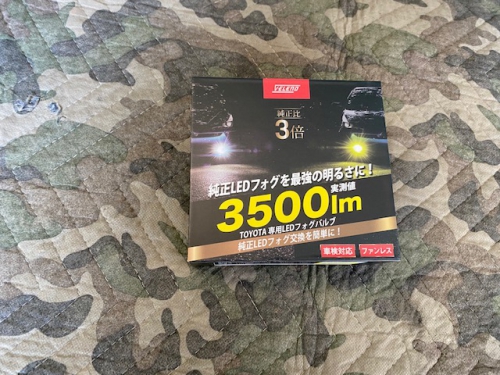 VELENO
純正比
3倍
純正LEDフォグを最強の明るさに！
実測値
3500lm
TOYOTA 専用LEDフォグバルブ
純正LEDフォグ交換を簡単に！
車検対応
ファンレス